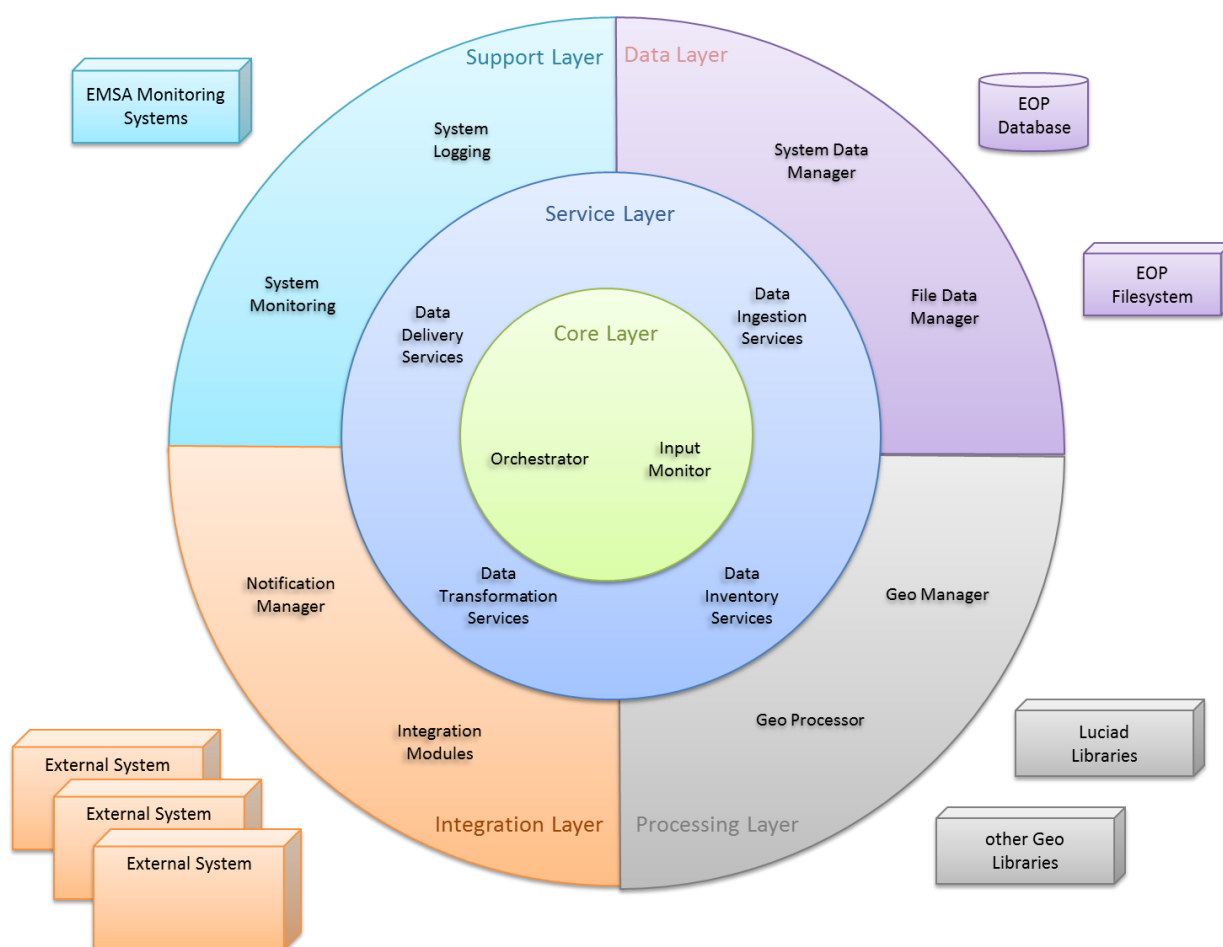 Support Layer
Data Layer
EMSA Monitoring
Systems
EOP
Database
System
Logging
System Data
Manager
Service Layer
EOP
Filesystem
System
Monitoring
File Data
Manager
Data
Delivery
Services
Data
Ingestion
Services
Core Layer
Orchestrator
Input
Monitor
Notification
Manager
Data
Transformation
Services
Data
Inventory
Services
Geo Manager
Integration
Modules
Geo Processor
Luciad
Libraries
External System
External System
External System
Integration Layer
Processing Layer
other Geo
Libraries